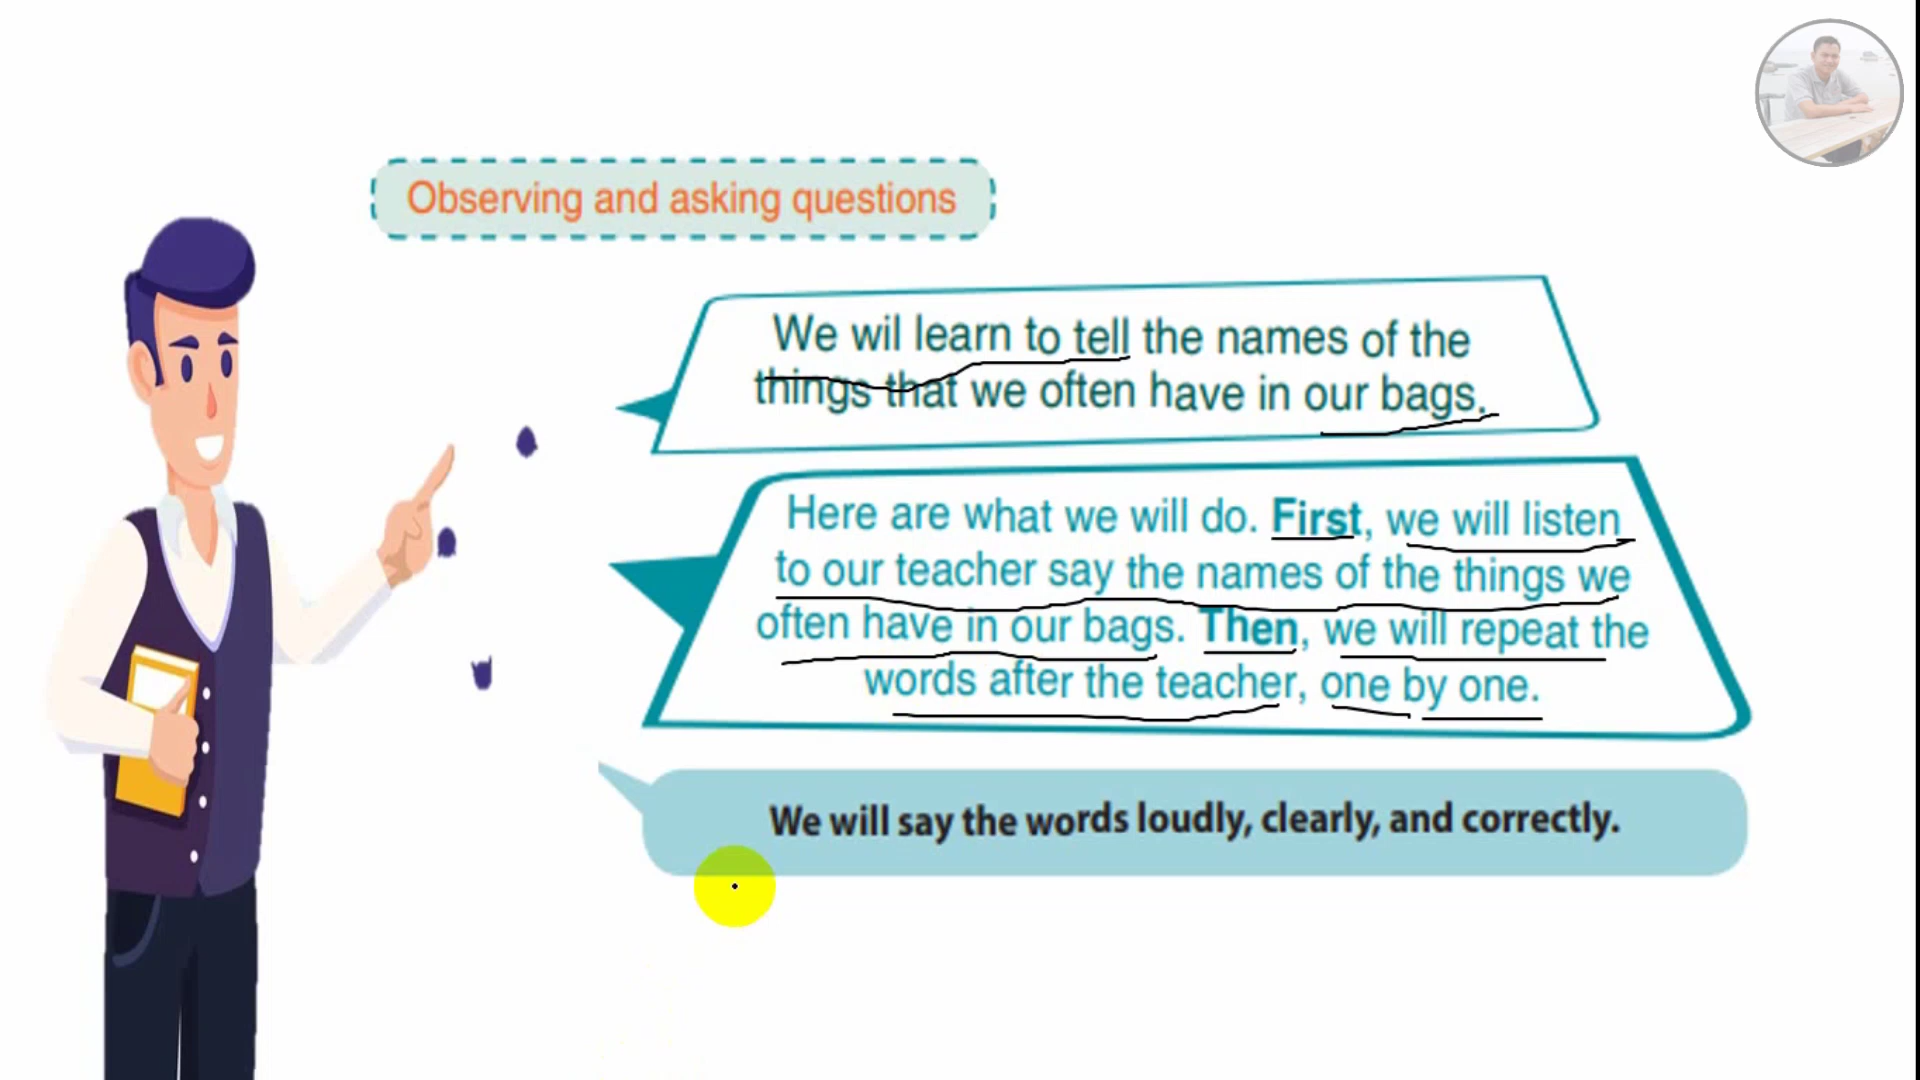 Observing and asking questions
We wil learn to tell the names of the
things that we often have in our bags.
Here are what we will do. First, we will listen
to our teacher say the names of the things we
often have in our bags. Then, we will repeat the
words after the teacher, one by one.
We will say the words loudly, clearly, and correctly.